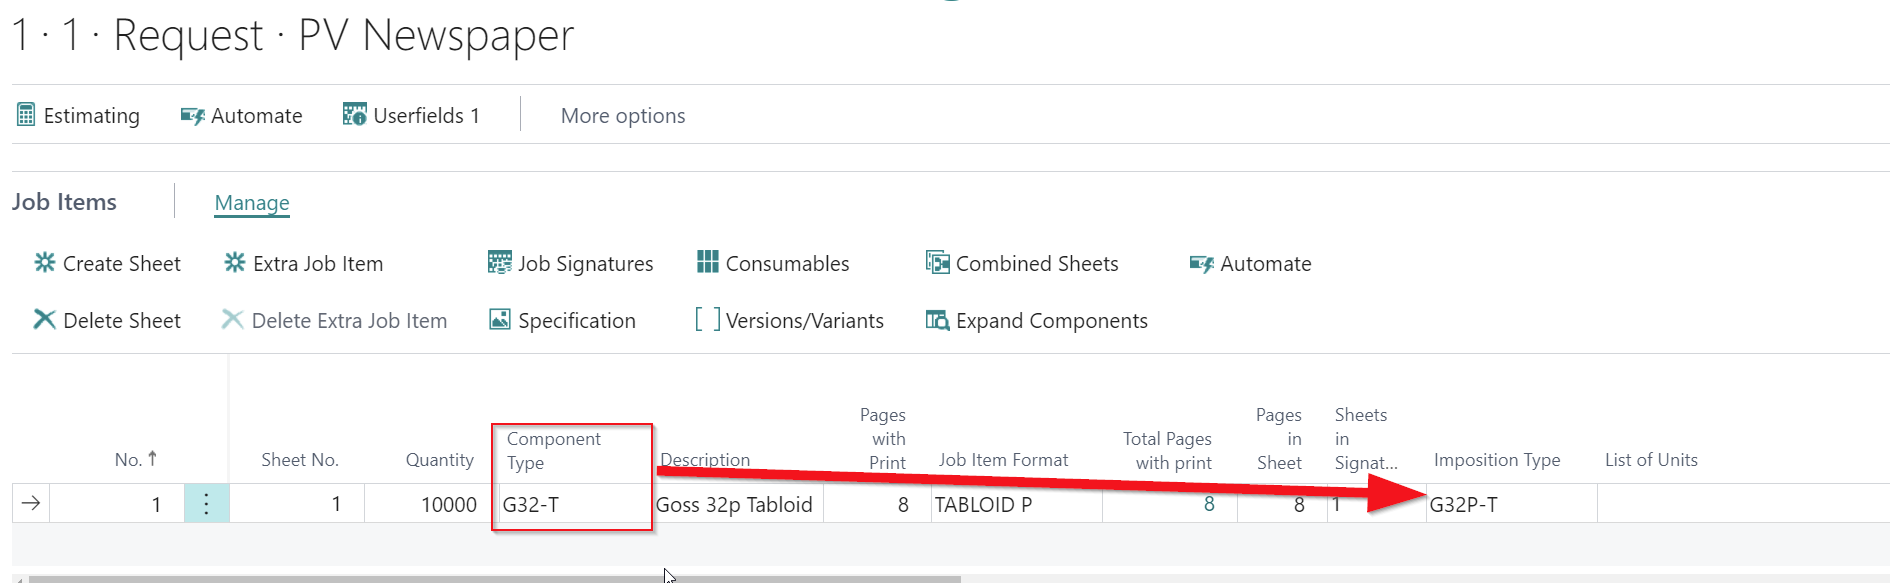 1 · 1 · Request · PV Newspaper
Estimating Automate Userfields 1 More options
Job Items Manage
Create Sheet Extra Job Item Job Signatures Consumables Combined Sheets Automate
Delete Sheet Delete Extra Job Item Specification Versions/Variants Expand Components
No. ↑ Sheet No. Quantity Component Type Description Pages with Print Job Item Format Total Pages with print Pages in Sheet Sheets in Signat... Imposition Type List of Units
1 1 10000 G32-T Goss 32p Tabloid 8 TABLOID P 8 8 1 G32P-T